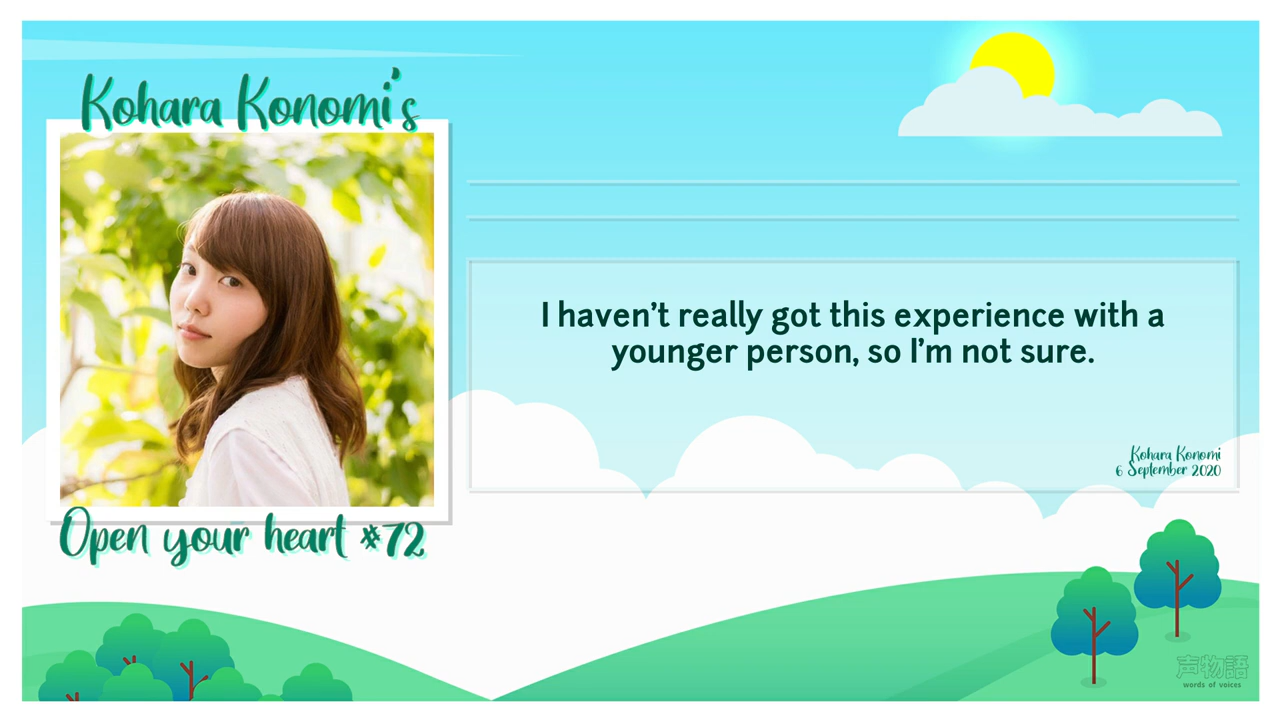 Kohara Konomi's
Open your heart #72
I haven't really got this experience with a
younger person, so I'm not sure.
Kohara Konomi
6 September 2020
声物語
words of voices